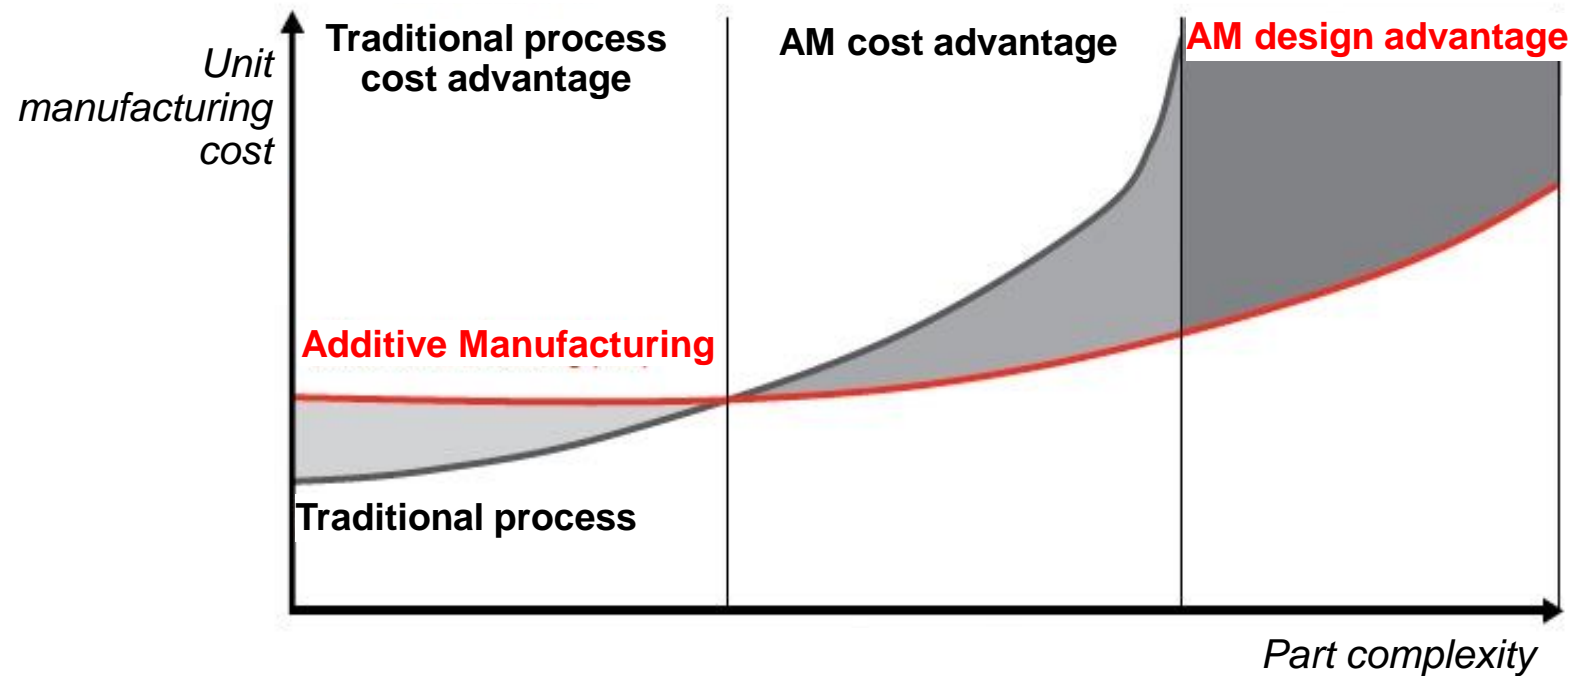 Unit
manufacturing
cost
Traditional process
cost advantage
AM cost advantage
AM design advantage
Additive Manufacturing
Traditional process
Part complexity